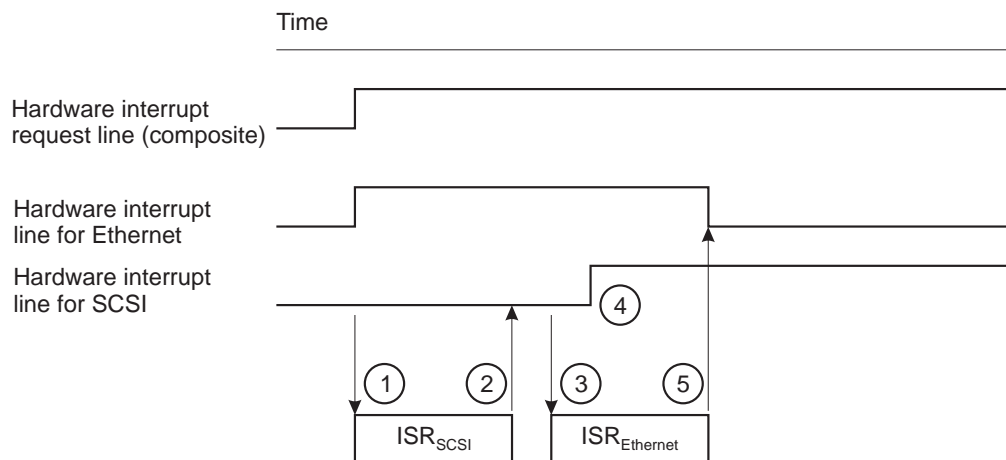 Time
Hardware interrupt
request line (composite)
Hardware interrupt
line for Ethernet
Hardware interrupt
line for SCSI
4
1
2
3
5
ISRSCSI
ISREthernet